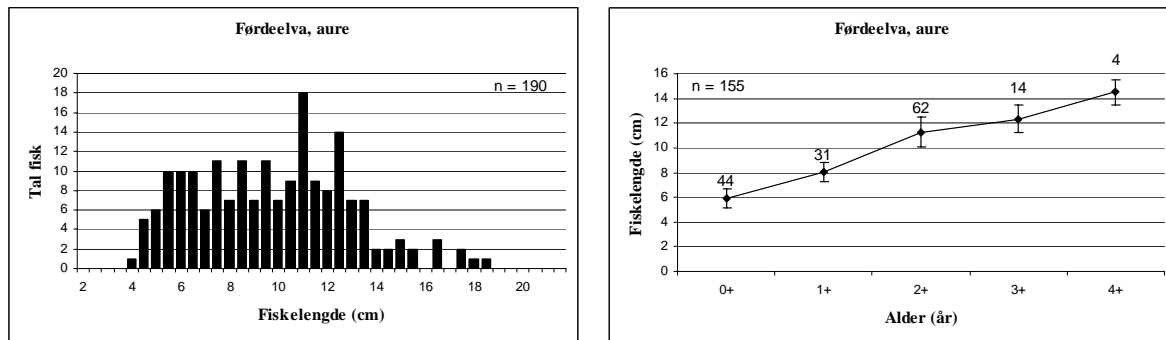 Førdeelva, aure
n = 190
Tal fisk
20
18
16
14
12
10
8
6
4
2
0
2 4 6 8 10 12 14 16 18 20
Fiskelengde (cm)
Førdeelva, aure
n = 155
Fiskelengde (cm)
16
14
12
10
8
6
4
2
0
44 31 62 14 4
0+ 1+ 2+ 3+ 4+
Alder (år)